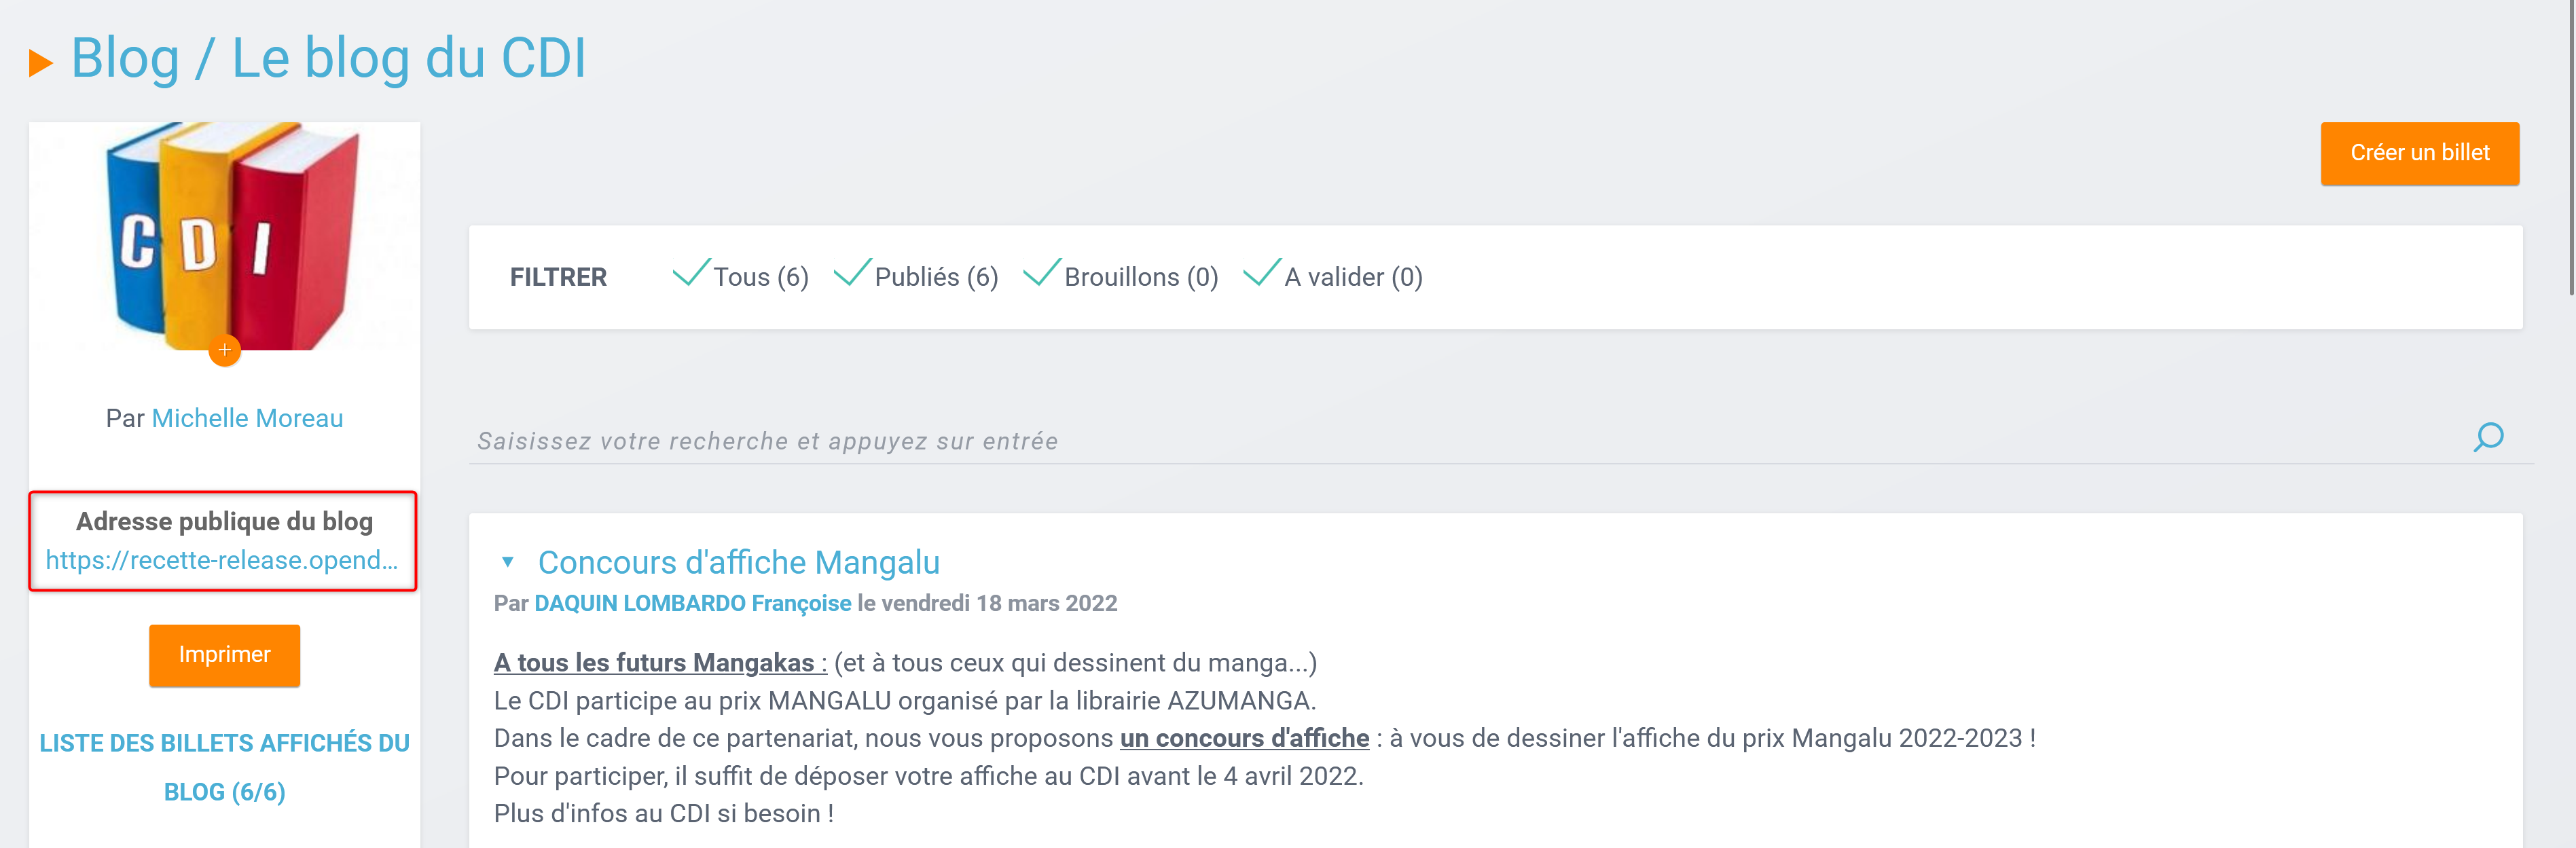 Blog / Le blog du CDI
C D I
+
Par Michelle Moreau
Adresse publique du blog
https://recette-release.opend...
Imprimer
LISTE DES BILLETS AFFICHÉS DU
BLOG (6/6)
Créer un billet
FILTRER Tous (6) Publiés (6) Brouillons (0) A valider (0)
Saisissez votre recherche et appuyez sur entrée
Concours d'affiche Mangalu
Par DAQUIN LOMBARDO Françoise le vendredi 18 mars 2022
A tous les futurs Mangakas : (et à tous ceux qui dessinent du manga...)
Le CDI participe au prix MANGALU organisé par la librairie AZUMANGA.
Dans le cadre de ce partenariat, nous vous proposons un concours d'affiche : à vous de dessiner l'affiche du prix Mangalu 2022-2023 !
Pour participer, il suffit de déposer votre affiche au CDI avant le 4 avril 2022.
Plus d'infos au CDI si besoin !